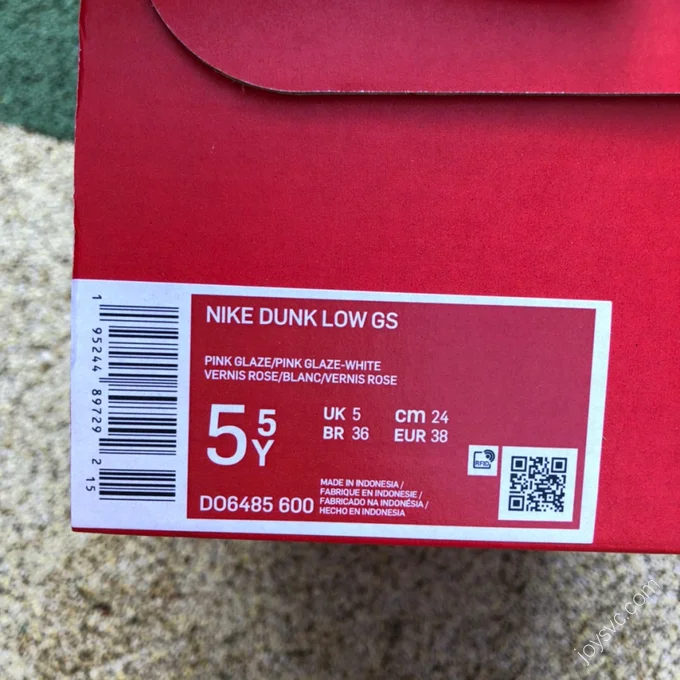 NIKE DUNK LOW GS
PINK GLAZE/PINK GLAZE-WHITE
VERNIS ROSE/BLANC/VERNIS ROSE
5 5 Y
UK 5 cm 24
BR 36 EUR 38
DO6485 600
MADE IN INDONESIA/
FABRIQUE EN INDONESIE/
FABRICADO NA INDONÉSIA/
HECHO EN INDONESIA
RFID
1 95244 89729 2 15
joysvc.com